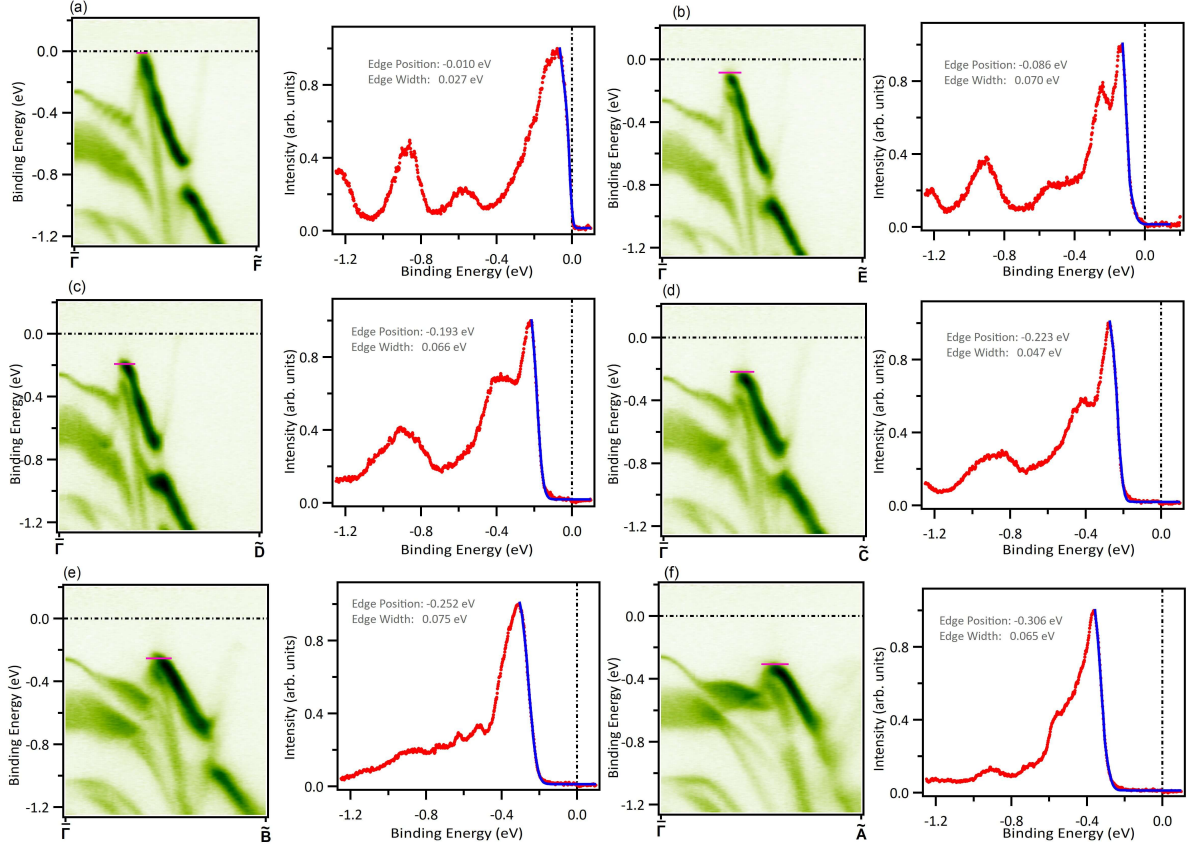 (a)
Binding Energy (eV)
0.0
-0.4
-0.8
-1.2
Γ̅
F̃
Intensity (arb. units)
0.8
0.4
0.0
Edge Position: -0.010 eV
Edge Width: 0.027 eV
-1.2
-0.8
-0.4
0.0
Binding Energy (eV)
(b)
Binding Energy (eV)
0.0
-0.4
-0.8
-1.2
Γ̅
Ẽ
Intensity (arb. units)
0.8
0.4
0.0
Edge Position: -0.086 eV
Edge Width: 0.070 eV
-1.2
-0.8
-0.4
0.0
Binding Energy (eV)
(c)
Binding Energy (eV)
0.0
-0.4
-0.8
-1.2
Γ̅
D̃
Intensity (arb. units)
0.8
0.4
0.0
Edge Position: -0.193 eV
Edge Width: 0.066 eV
-1.2
-0.8
-0.4
0.0
Binding Energy (eV)
(d)
Binding Energy (eV)
0.0
-0.4
-0.8
-1.2
Γ̅
C̃
Intensity (arb. units)
0.8
0.4
0.0
Edge Position: -0.223 eV
Edge Width: 0.047 eV
-1.2
-0.8
-0.4
0.0
Binding Energy (eV)
(e)
Binding Energy (eV)
0.0
-0.4
-0.8
-1.2
Γ̅
B̃
Intensity (arb. units)
0.8
0.4
0.0
Edge Position: -0.252 eV
Edge Width: 0.075 eV
-1.2
-0.8
-0.4
0.0
Binding Energy (eV)
(f)
Binding Energy (eV)
0.0
-0.4
-0.8
-1.2
Γ̅
Ã
Intensity (arb. units)
0.8
0.4
0.0
Edge Position: -0.306 eV
Edge Width: 0.065 eV
-1.2
-0.8
-0.4
0.0
Binding Energy (eV)